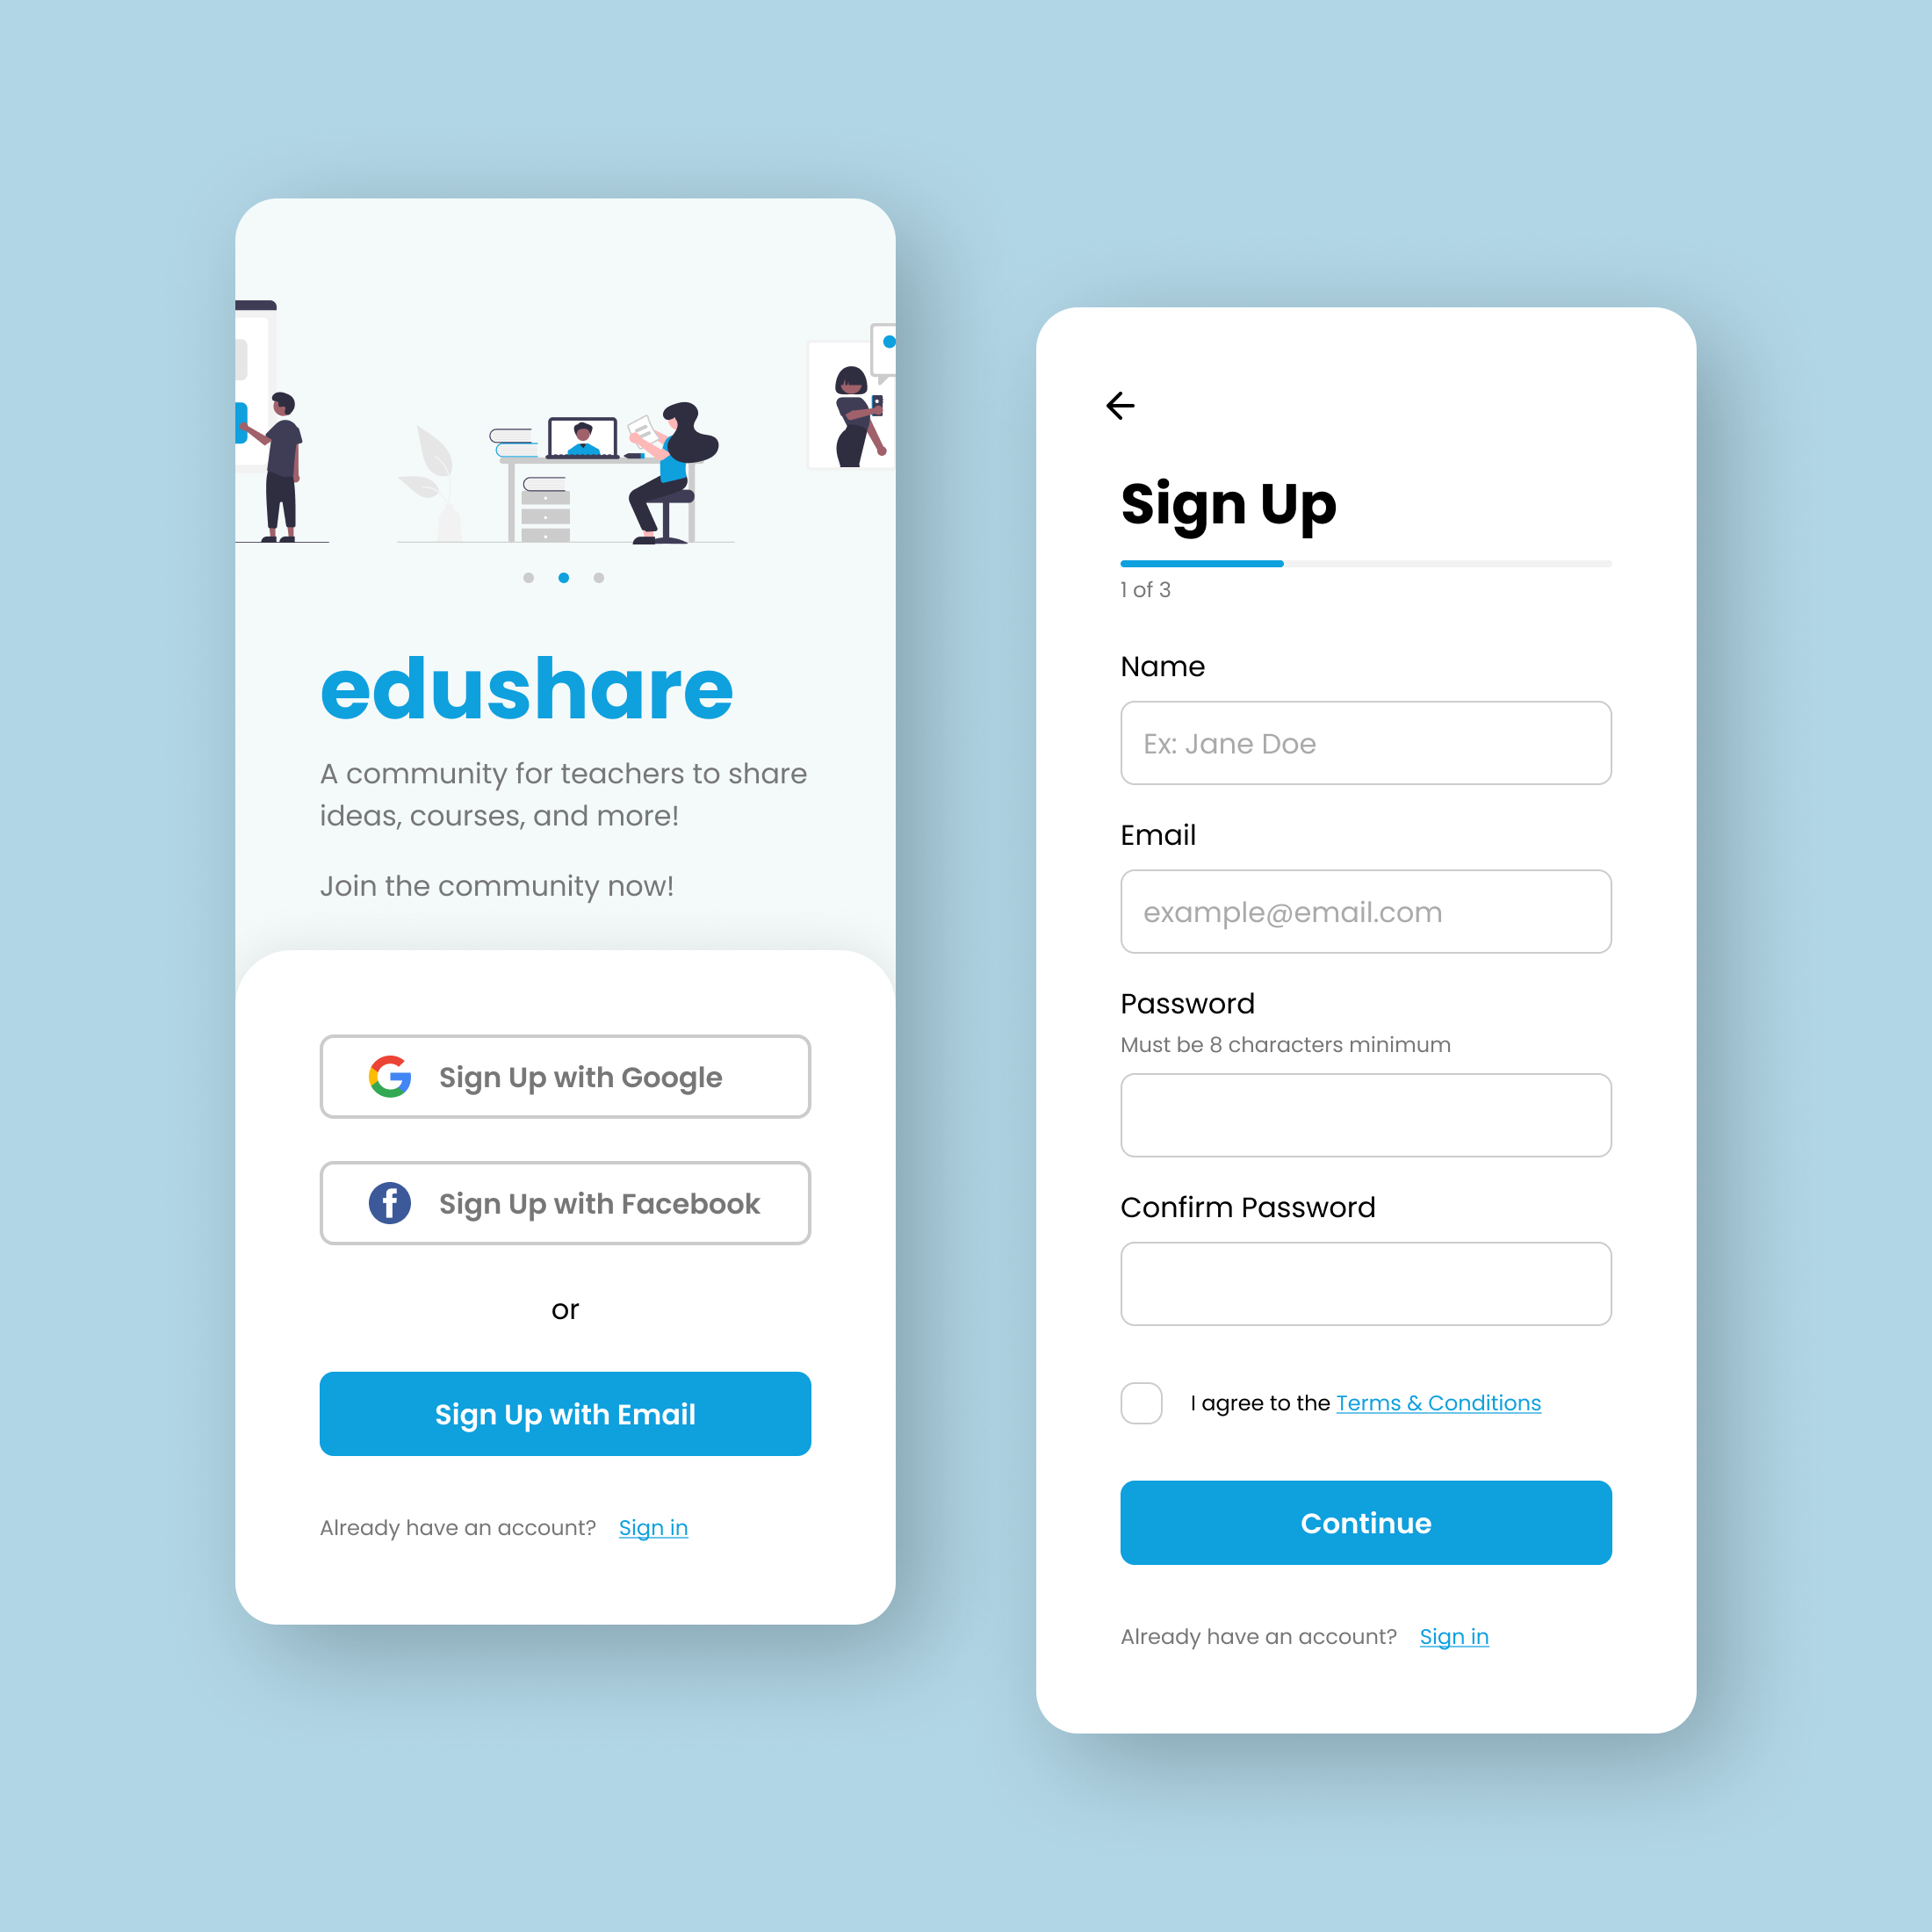 edushare
A community for teachers to share
ideas, courses, and more!
Join the community now!
Sign Up with Google
Sign Up with Facebook
or
Sign Up with Email
Already have an account? Sign in
Sign Up
1 of 3
Name
Ex: Jane Doe
Email
example@email.com
Password
Must be 8 characters minimum
Confirm Password
I agree to the Terms & Conditions
Continue
Already have an account? Sign in